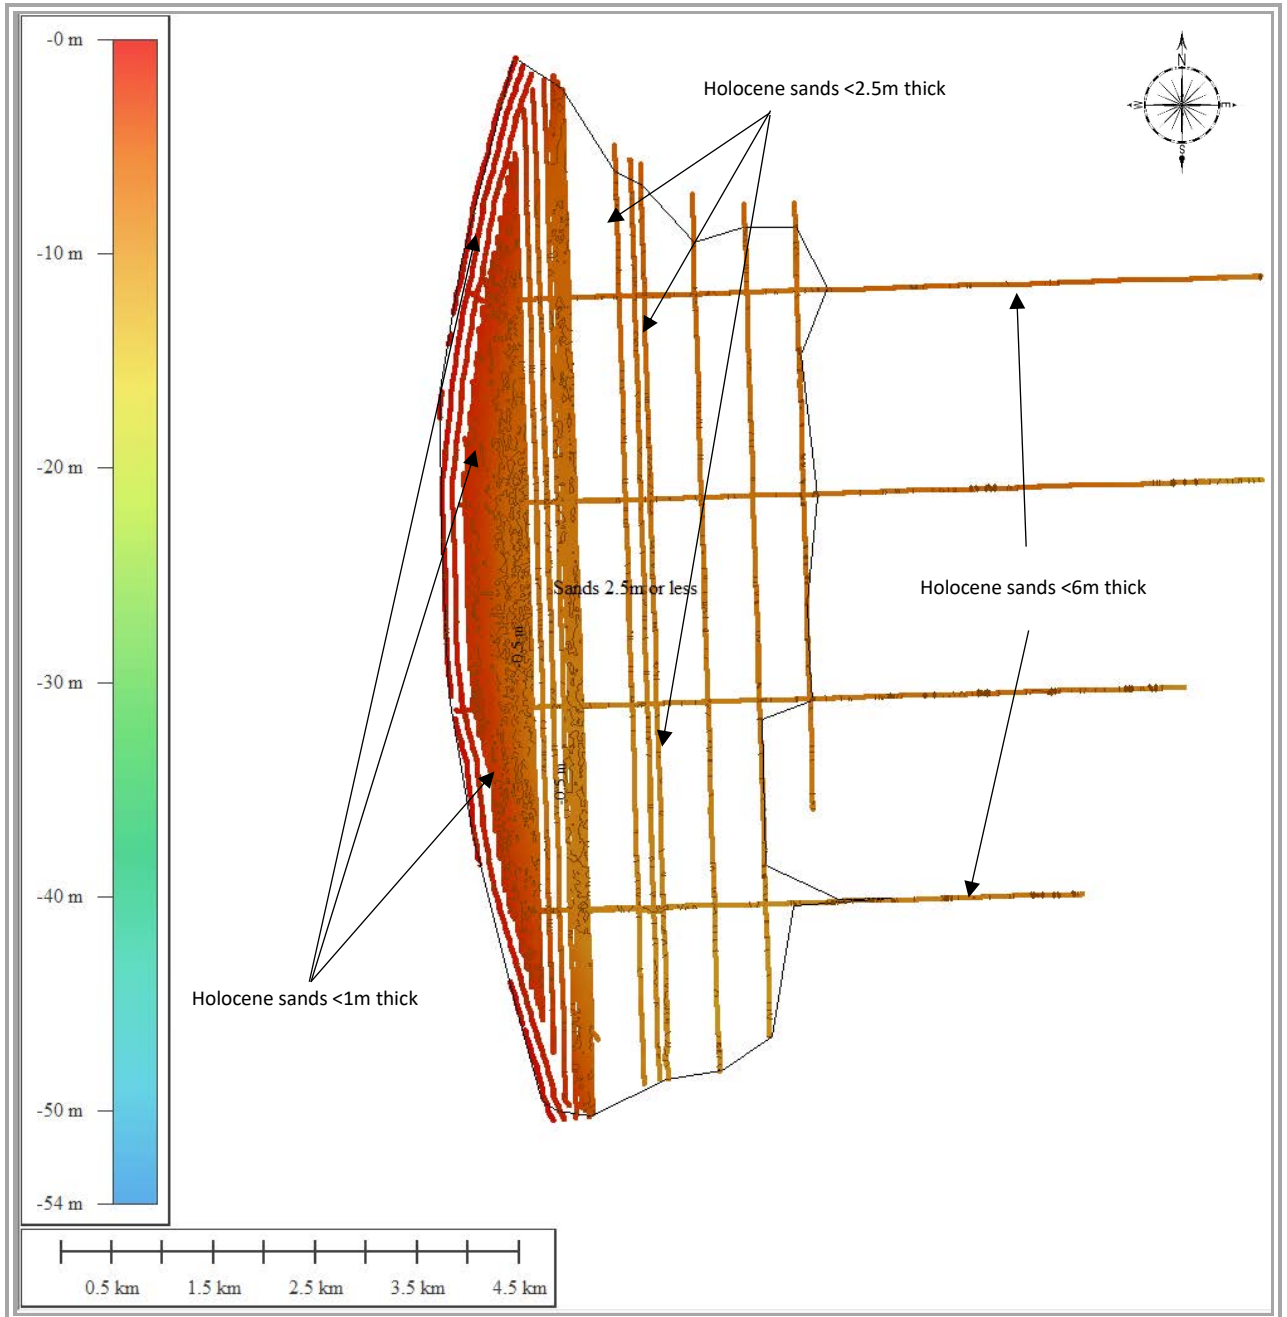 -0 m
-10 m
-20 m
-30 m
-40 m
-50 m
-54 m
Holocene sands <2.5m thick
N
W
E
S
Sands 2.5m or less
Holocene sands <6m thick
-0.5 m
-0.5 m
Holocene sands <1m thick
0.5 km
1.5 km
2.5 km
3.5 km
4.5 km